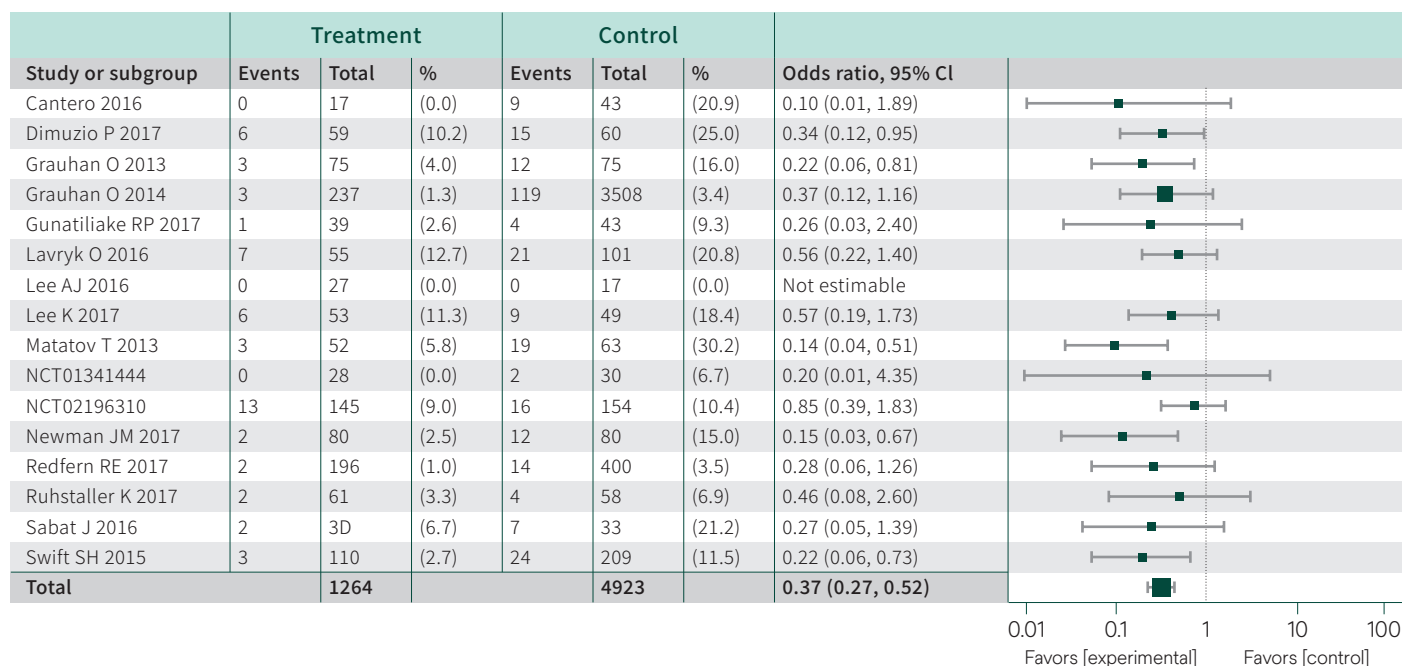 Treatment Control
Study or subgroup Events Total % Events Total % Odds ratio, 95% Cl
Cantero 2016 0 17 (0.0) 9 43 (20.9) 0.10 (0.01, 1.89)
Dimuzio P 2017 6 59 (10.2) 15 60 (25.0) 0.34 (0.12, 0.95)
Grauhan O 2013 3 75 (4.0) 12 75 (16.0) 0.22 (0.06, 0.81)
Grauhan O 2014 3 237 (1.3) 119 3508 (3.4) 0.37 (0.12, 1.16)
Gunatiliake RP 2017 1 39 (2.6) 4 43 (9.3) 0.26 (0.03, 2.40)
Lavryk O 2016 7 55 (12.7) 21 101 (20.8) 0.56 (0.22, 1.40)
Lee AJ 2016 0 27 (0.0) 0 17 (0.0) Not estimable
Lee K 2017 6 53 (11.3) 9 49 (18.4) 0.57 (0.19, 1.73)
Matatov T 2013 3 52 (5.8) 19 63 (30.2) 0.14 (0.04, 0.51)
NCT01341444 0 28 (0.0) 2 30 (6.7) 0.20 (0.01, 4.35)
NCT02196310 13 145 (9.0) 16 154 (10.4) 0.85 (0.39, 1.83)
Newman JM 2017 2 80 (2.5) 12 80 (15.0) 0.15 (0.03, 0.67)
Redfern RE 2017 2 196 (1.0) 14 400 (3.5) 0.28 (0.06, 1.26)
Ruhstaller K 2017 2 61 (3.3) 4 58 (6.9) 0.46 (0.08, 2.60)
Sabat J 2016 2 3D (6.7) 7 33 (21.2) 0.27 (0.05, 1.39)
Swift SH 2015 3 110 (2.7) 24 209 (11.5) 0.22 (0.06, 0.73)
Total 1264 4923 0.37 (0.27, 0.52)
0.01 0.1 1 10 100
Favors [experimental] Favors [control]